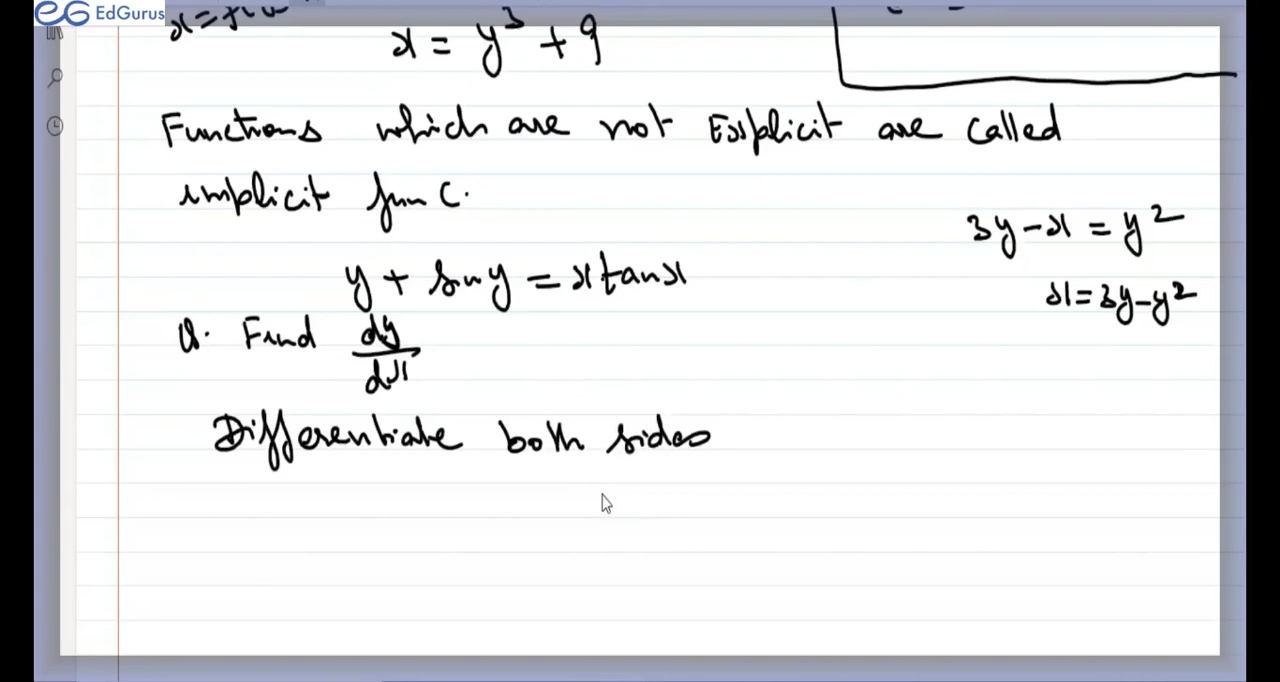 EdGurus
x = y³ + 9
Functions which are not Explicit are called
implicit func.
3y - x = y²
y + sin y = x tan x
x = 3y - y²
Q. Find dy/dx
Differentiate both sides